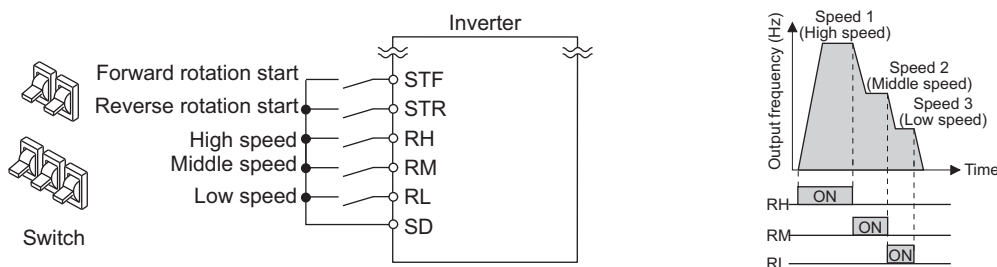 Inverter
Forward rotation start
STF
Reverse rotation start
STR
High speed
RH
Middle speed
RM
Low speed
RL
SD
Switch
Output frequency (Hz)
Speed 1
(High speed)
Speed 2
(Middle speed)
Speed 3
(Low speed)
Time
RH
ON
RM
ON
RL
ON